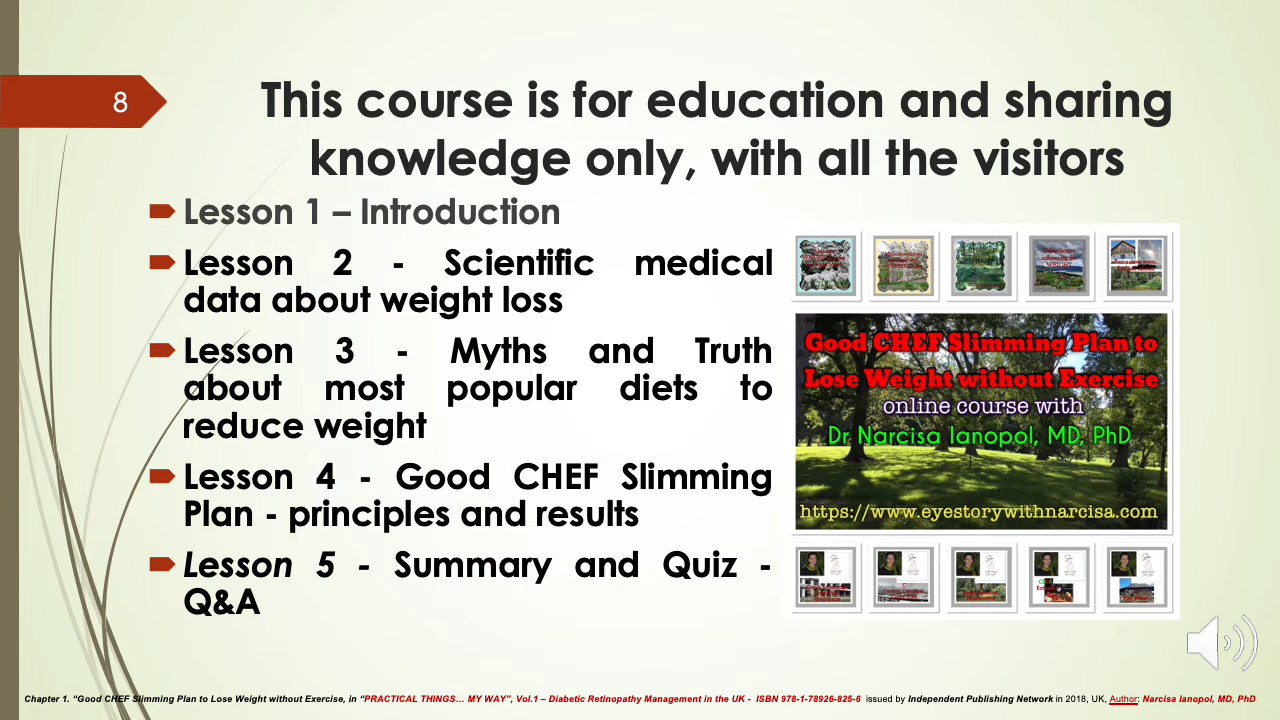 8
This course is for education and sharing
knowledge only, with all the visitors
Lesson 1 – Introduction
Lesson 2 - Scientific medical
data about weight loss
Lesson 3 - Myths and Truth
about most popular diets to
reduce weight
Lesson 4 - Good CHEF Slimming
Plan - principles and results
Lesson 5 - Summary and Quiz -
Q&A
Good CHEF Slimming Plan to
Lose Weight without Exercise
online course with
Dr Narcisa Ianopol, MD, PhD
https://www.eyestorywithnarcisa.com
Chapter 1. “Good CHEF Slimming Plan to Lose Weight without Exercise, in “PRACTICAL THINGS… MY WAY”, Vol.1 – Diabetic Retinopathy Management in the UK - ISBN 978-1-78926-825-6 issued by Independent Publishing Network in 2018, UK, Author: Narcisa Ianopol, MD, PhD